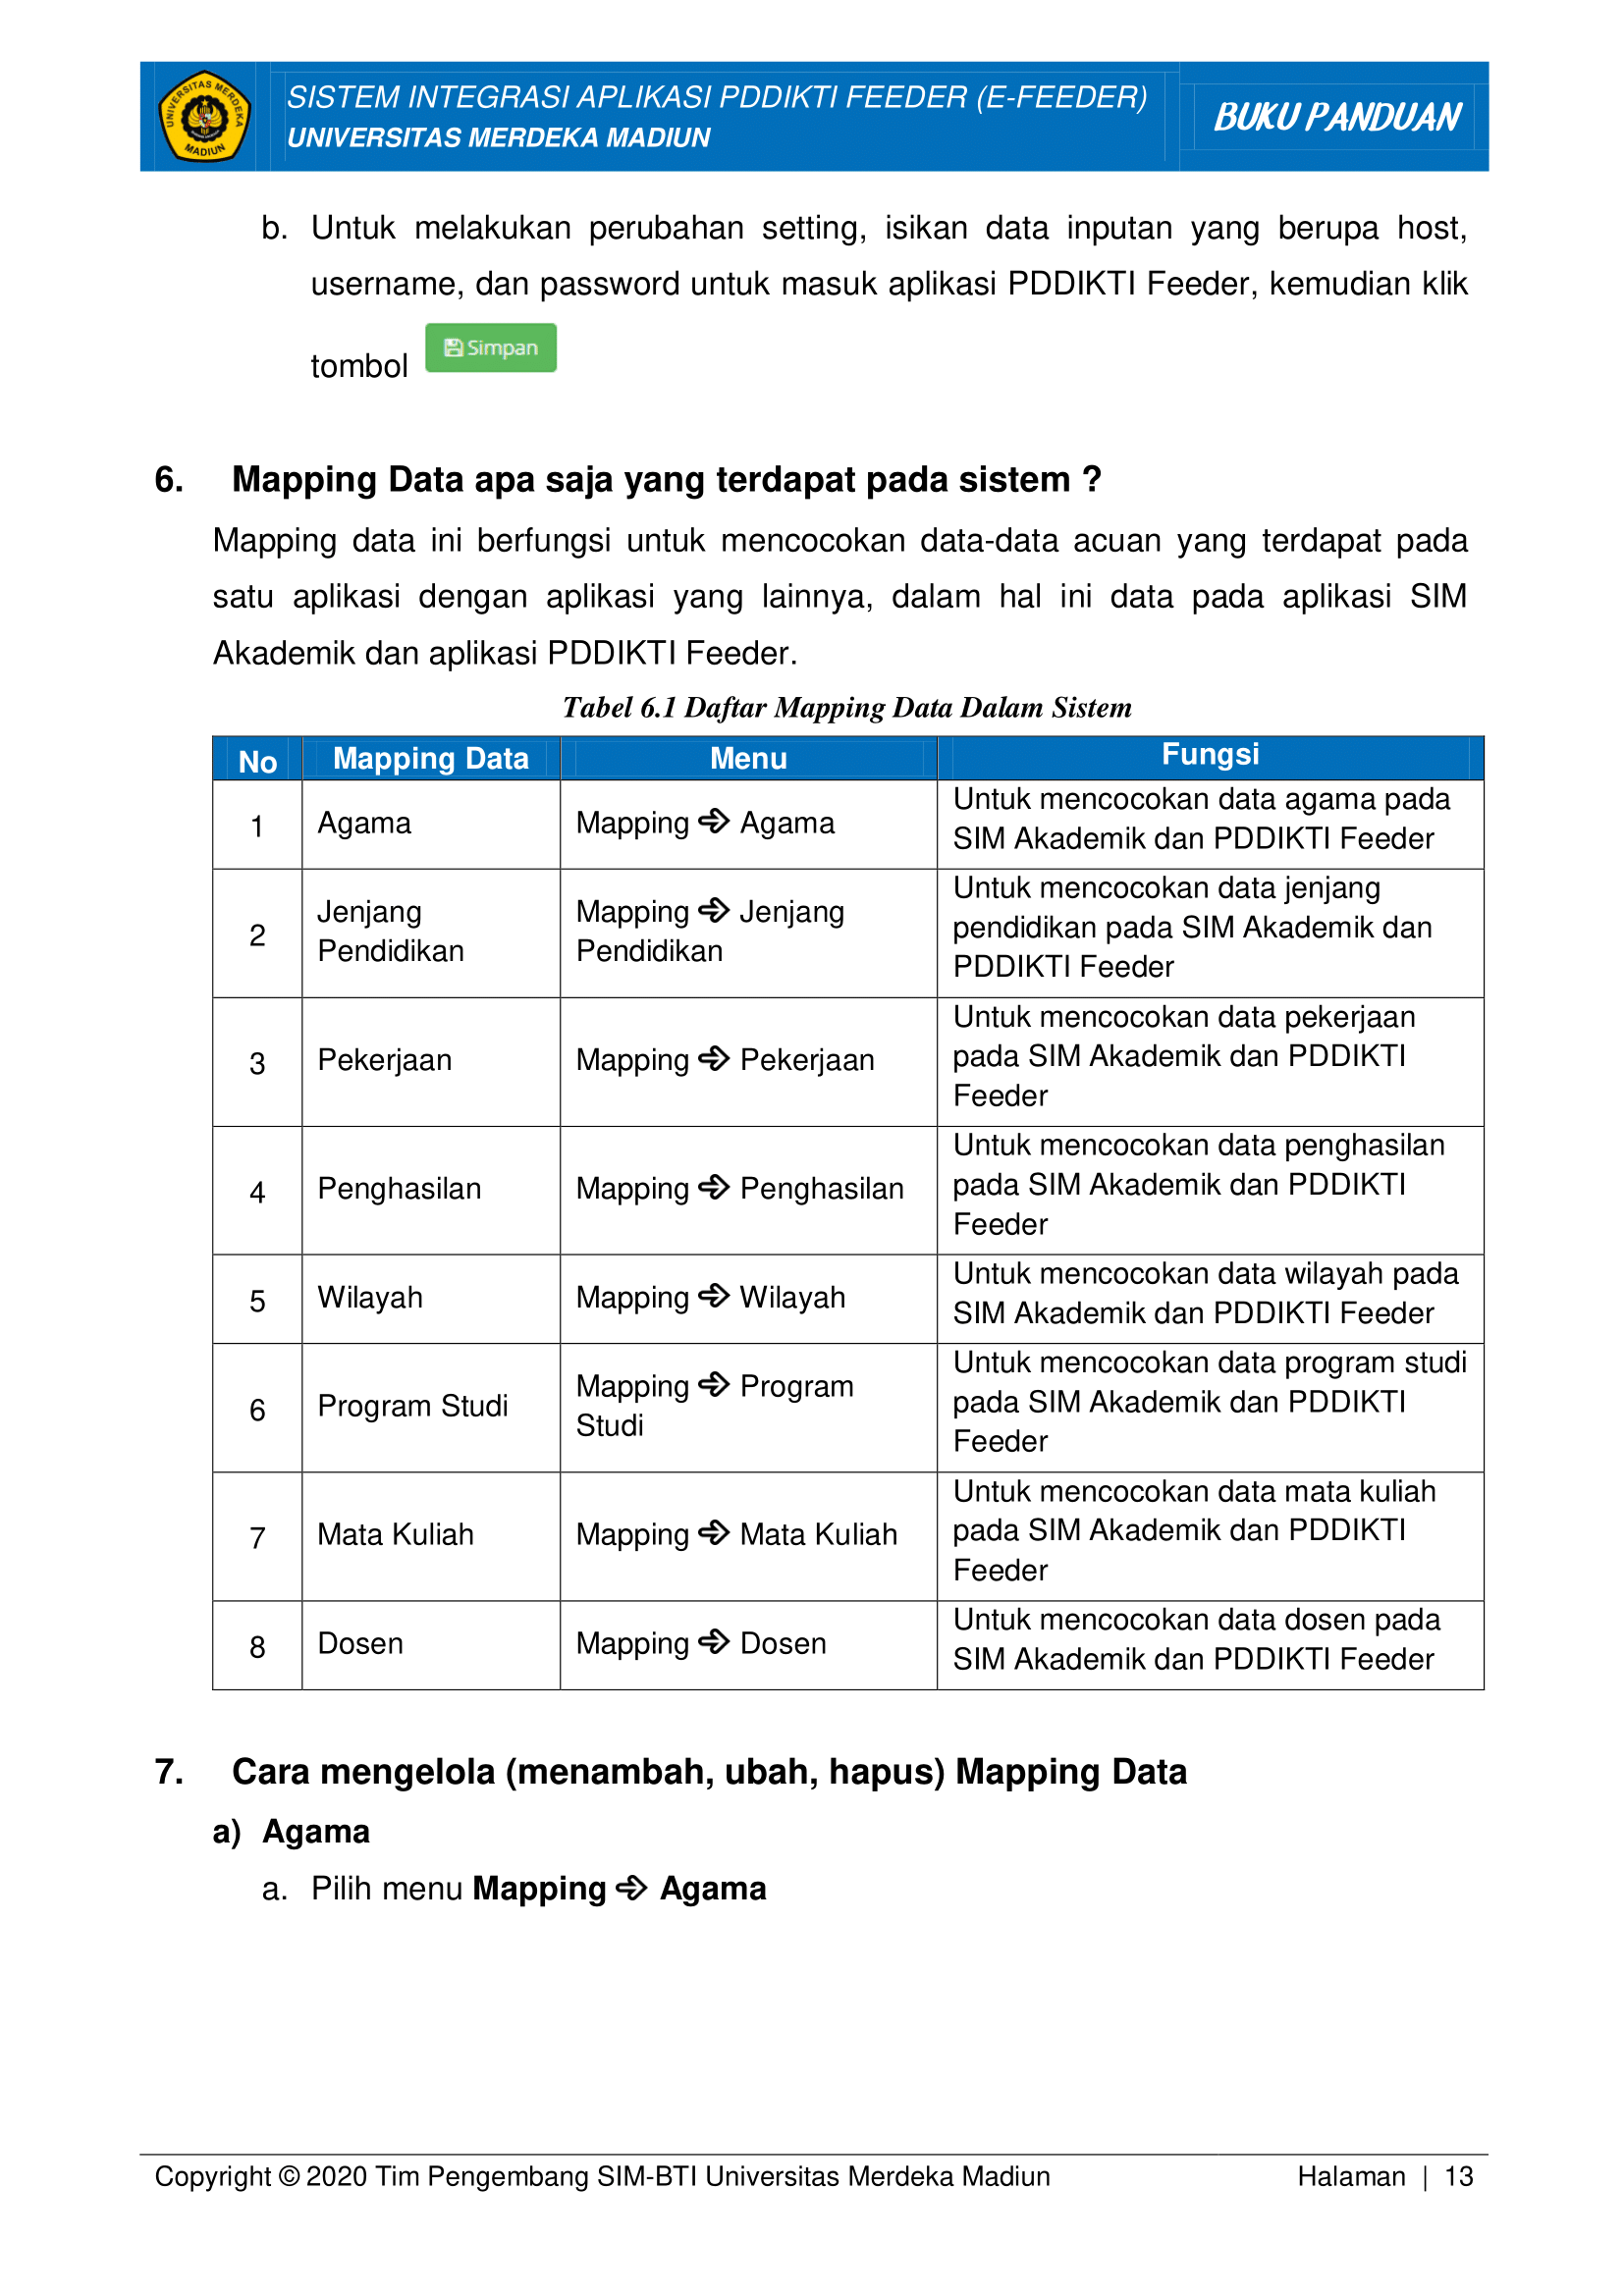 UNIVERSITAS MERDEKA
MADIUN
SISTEM INTEGRASI APLIKASI PDDIKTI FEEDER (E-FEEDER)
UNIVERSITAS MERDEKA MADIUN
BUKU PANDUAN
b. Untuk melakukan perubahan setting, isikan data inputan yang berupa host,
username, dan password untuk masuk aplikasi PDDIKTI Feeder, kemudian klik
tombol Simpan
6. Mapping Data apa saja yang terdapat pada sistem ?
Mapping data ini berfungsi untuk mencocokan data-data acuan yang terdapat pada
satu aplikasi dengan aplikasi yang lainnya, dalam hal ini data pada aplikasi SIM
Akademik dan aplikasi PDDIKTI Feeder.
Tabel 6.1 Daftar Mapping Data Dalam Sistem
No Mapping Data Menu Fungsi
1 Agama Mapping ➩ Agama Untuk mencocokan data agama pada
SIM Akademik dan PDDIKTI Feeder
2 Jenjang
Pendidikan
Mapping ➩ Jenjang
Pendidikan
Untuk mencocokan data jenjang
pendidikan pada SIM Akademik dan
PDDIKTI Feeder
3 Pekerjaan Mapping ➩ Pekerjaan Untuk mencocokan data pekerjaan
pada SIM Akademik dan PDDIKTI
Feeder
4 Penghasilan Mapping ➩ Penghasilan Untuk mencocokan data penghasilan
pada SIM Akademik dan PDDIKTI
Feeder
5 Wilayah Mapping ➩ Wilayah Untuk mencocokan data wilayah pada
SIM Akademik dan PDDIKTI Feeder
6 Program Studi Mapping ➩ Program
Studi
Untuk mencocokan data program studi
pada SIM Akademik dan PDDIKTI
Feeder
7 Mata Kuliah Mapping ➩ Mata Kuliah Untuk mencocokan data mata kuliah
pada SIM Akademik dan PDDIKTI
Feeder
8 Dosen Mapping ➩ Dosen Untuk mencocokan data dosen pada
SIM Akademik dan PDDIKTI Feeder
7. Cara mengelola (menambah, ubah, hapus) Mapping Data
a) Agama
a. Pilih menu Mapping ➩ Agama
Copyright © 2020 Tim Pengembang SIM-BTI Universitas Merdeka Madiun Halaman | 13